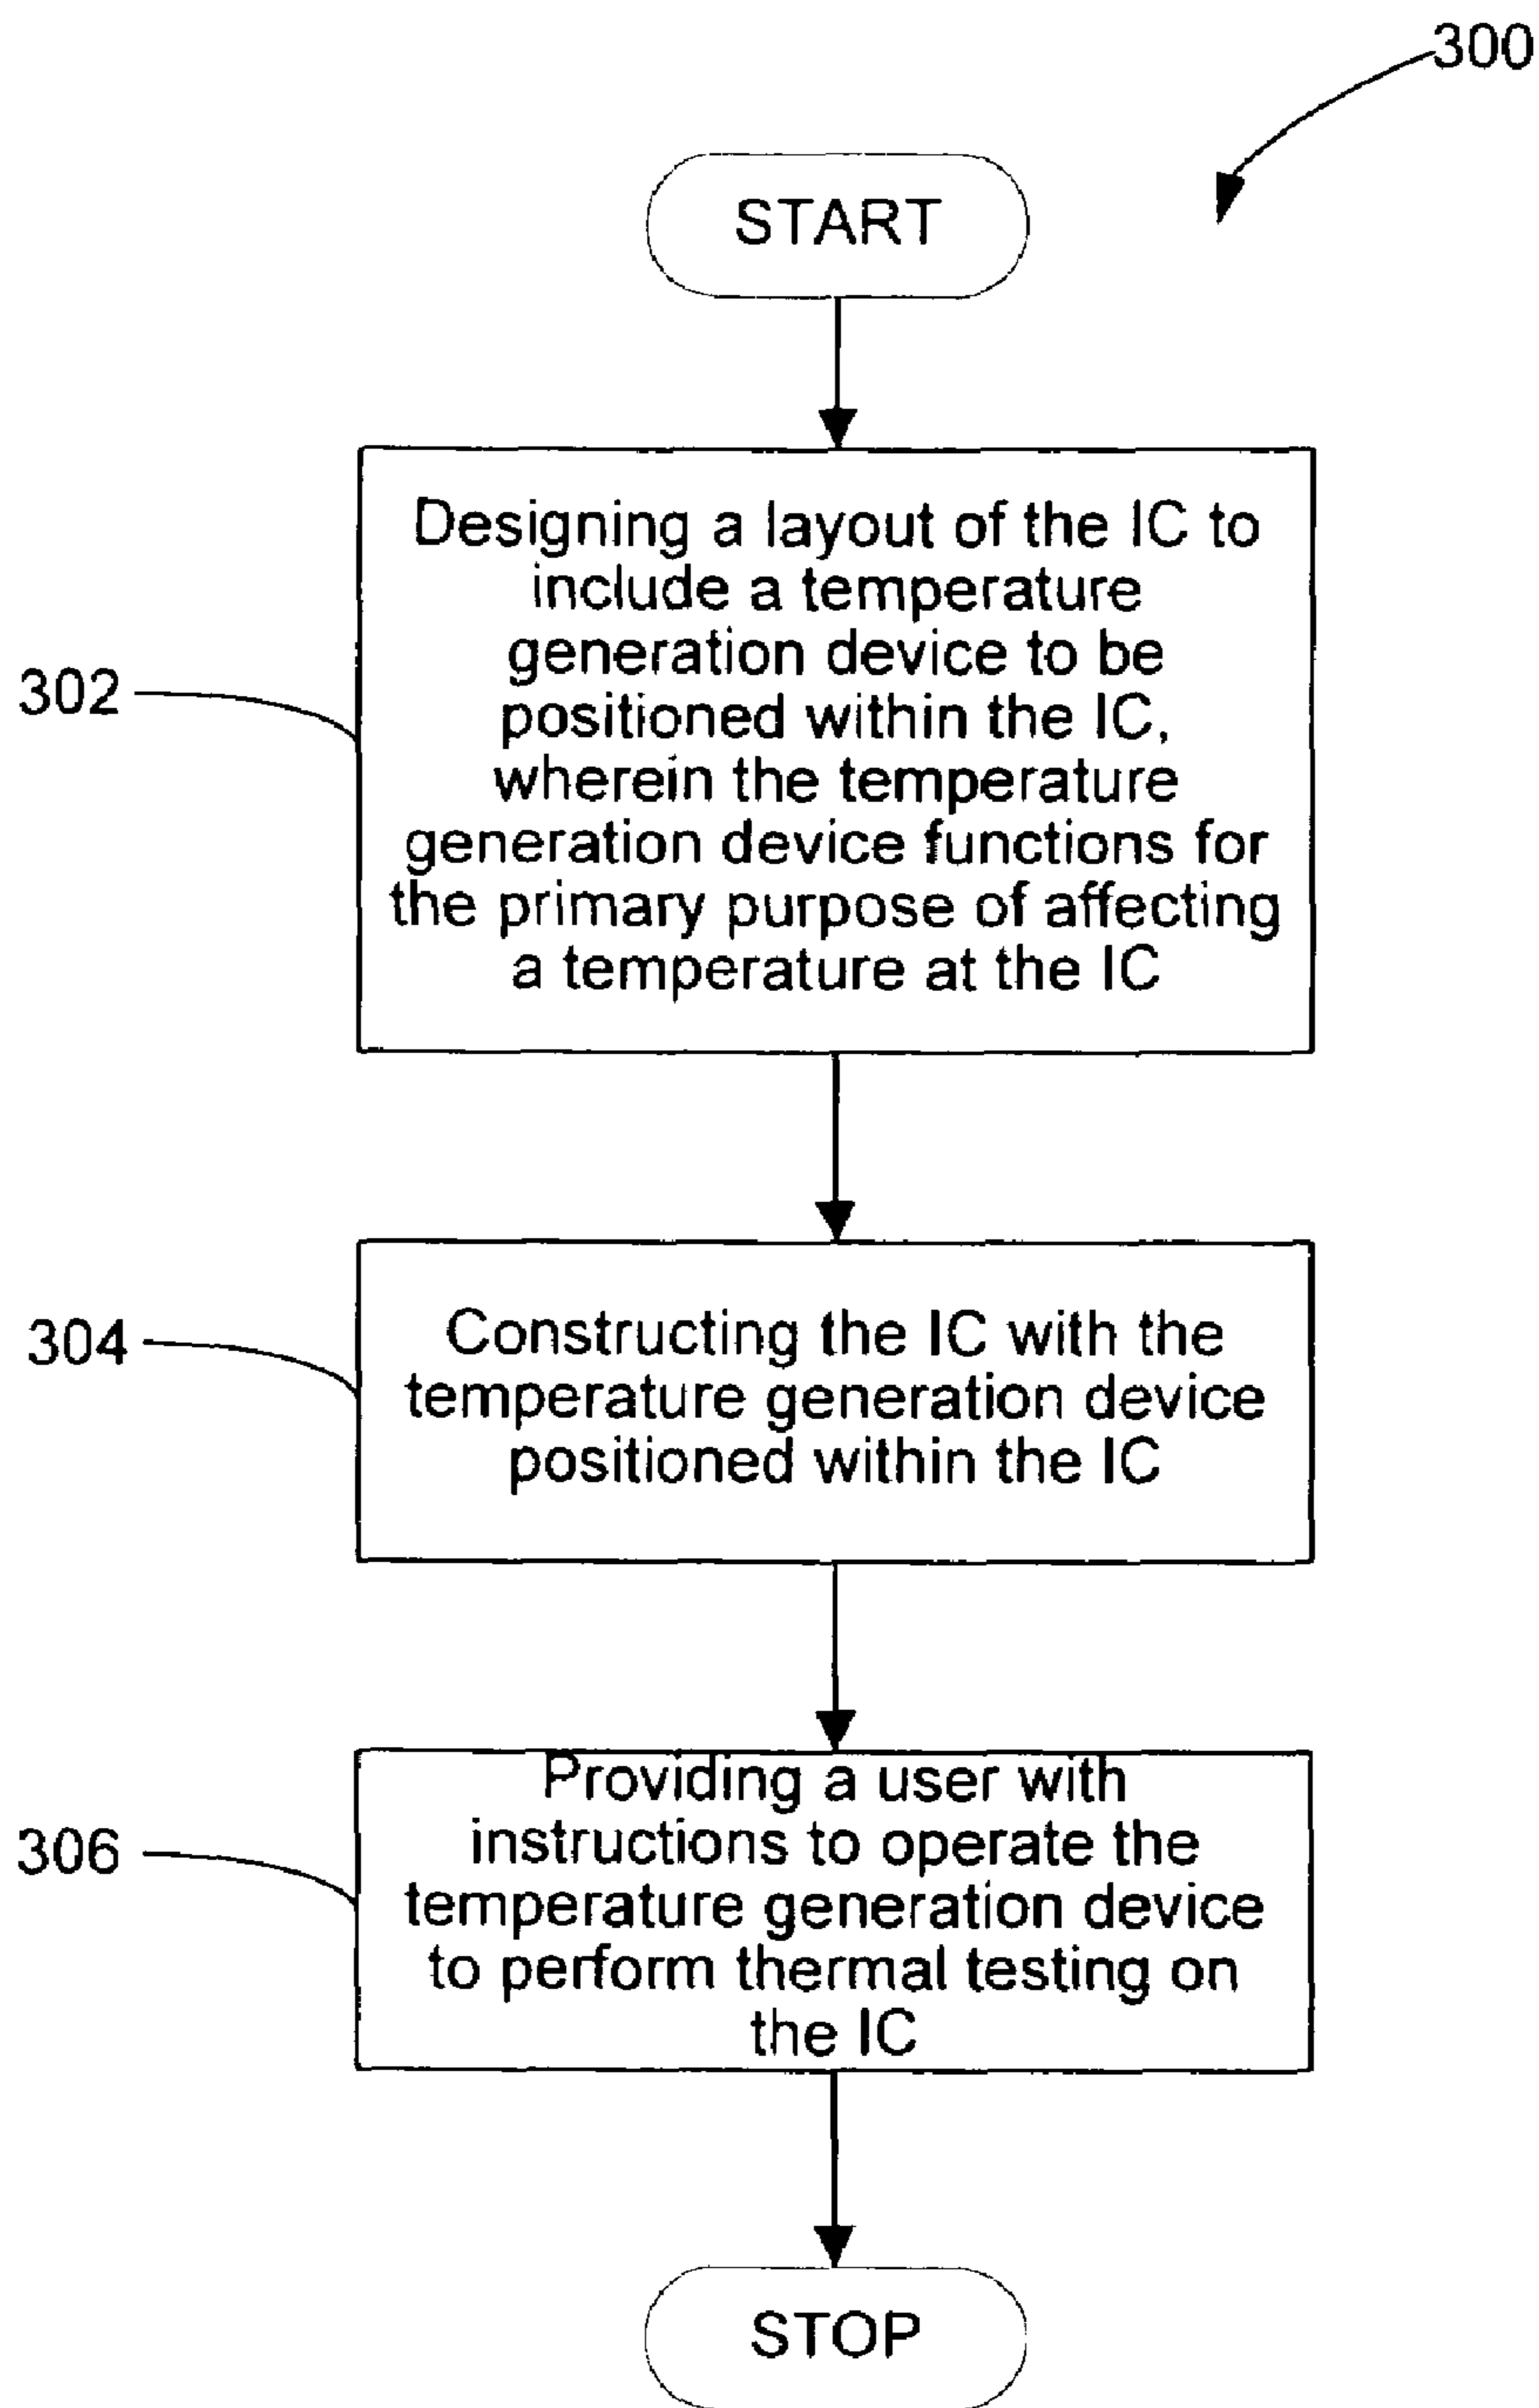 300
START
302
Designing a layout of the IC to
include a temperature
generation device to be
positioned within the IC,
wherein the temperature
generation device functions for
the primary purpose of affecting
a temperature at the IC
304
Constructing the IC with the
temperature generation device
positioned within the IC
306
Providing a user with
instructions to operate the
temperature generation device
to perform thermal testing on
the IC
STOP